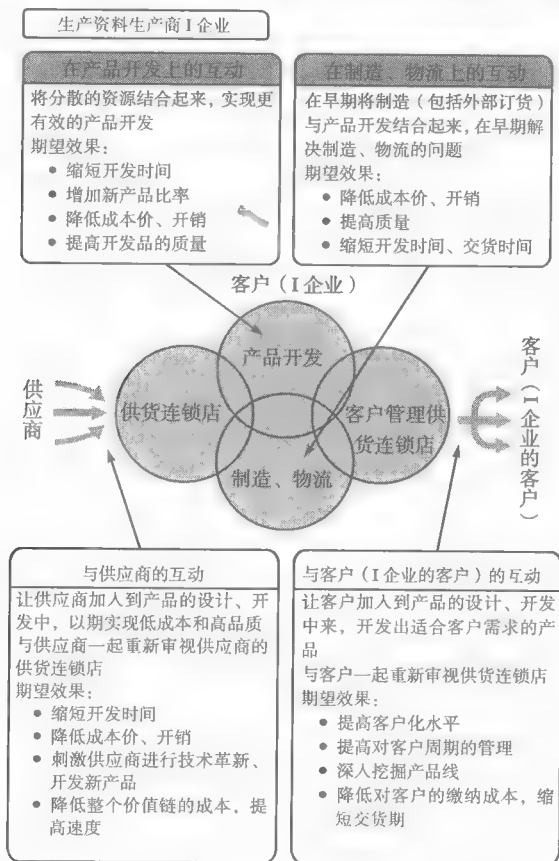 生产资料生产商I企业
在产品开发上的互动
将分散的资源结合起来，实现更
有效的产品开发
期望效果：
● 缩短开发时间
● 增加新产品比率
● 降低成本价、开销
● 提高开发品的质量
在制造、物流上的互动
在早期将制造（包括外部订货）
与产品开发结合起来，在早期解
决制造、物流的问题
期望效果：
● 降低成本价、开销
● 提高质量
● 缩短开发时间、交货时间
客户（I企业）
产品开发
供应商
供货连锁店
客户管理供
货连锁店
制造、物流
客户（I企业的客户）
与供应商的互动
让供应商加入到产品的设计、开发
中，以期实现低成本和高品质
与供应商一起重新审视供应商的
供货连锁店
期望效果：
● 缩短开发时间
● 降低成本价、开销
● 刺激供应商进行技术革新、
开发新产品
● 降低整个价值链的成本，提
高速度
与客户（I企业的客户）的互动
让客户加入到产品的设计、开发
中来，开发出适合客户需求的产
品
与客户一起重新审视供货连锁店
期望效果：
● 提高客户化水平
● 提高对客户周期的管理
● 深入挖掘产品线
● 降低对客户的缴纳成本，缩
短交货期